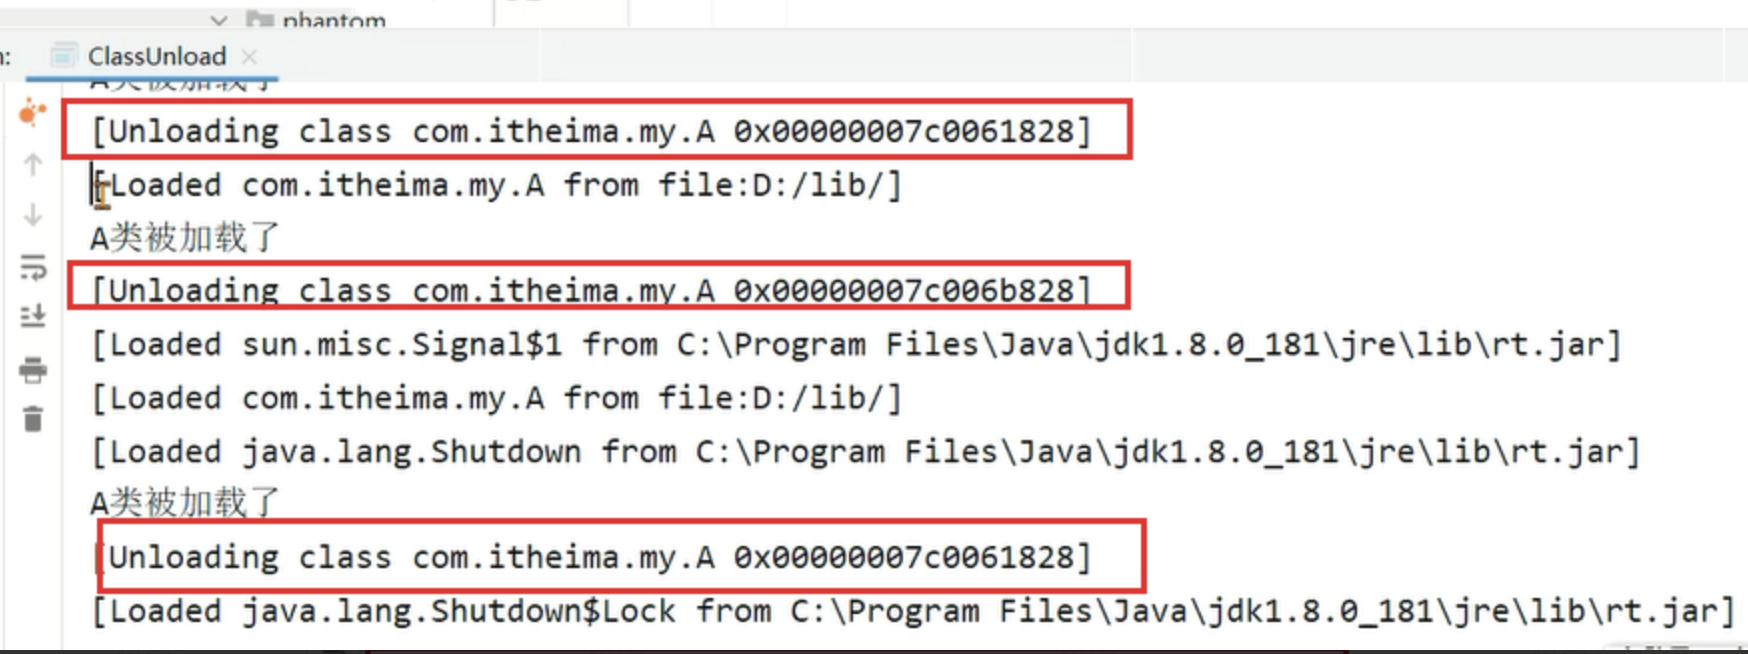 phantom
n:
ClassUnload
A类被加载了
[Unloading class com.itheima.my.A 0x00000007c0061828]
[Loaded com.itheima.my.A from file:D:/lib/]
A类被加载了
[Unloading class com.itheima.my.A 0x00000007c006b828]
[Loaded sun.misc.Signal$1 from C:\Program Files\Java\jdk1.8.0_181\jre\lib\rt.jar]
[Loaded com.itheima.my.A from file:D:/lib/]
[Loaded java.lang.Shutdown from C:\Program Files\Java\jdk1.8.0_181\jre\lib\rt.jar]
A类被加载了
[Unloading class com.itheima.my.A 0x00000007c0061828]
[Loaded java.lang.Shutdown$Lock from C:\Program Files\Java\jdk1.8.0_181\jre\lib\rt.jar]